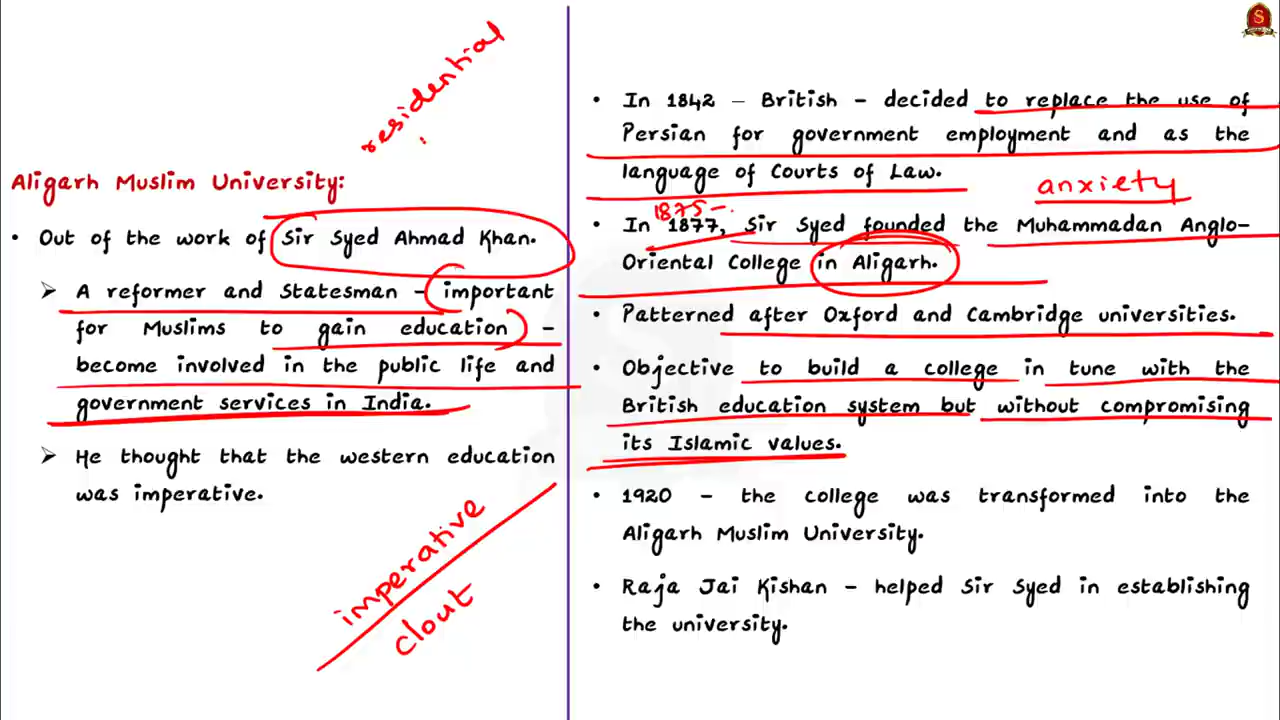 residential
Aligarh Muslim University:
• Out of the work of Sir Syed Ahmad Khan.
➢ A reformer and Statesman - important
for Muslims to gain education -
become involved in the public life and
government services in India.
➢ He thought that the western education
was imperative.
imperative
clout
• In 1842 – British - decided to replace the use of
Persian for government employment and as the
language of Courts of Law.
anxiety
1875 -
• In 1877, Sir Syed founded the Muhammadan Anglo-
Oriental College in Aligarh.
• Patterned after Oxford and Cambridge universities.
• Objective to build a college in tune with the
British education system but without compromising
its Islamic values.
• 1920 - the college was transformed into the
Aligarh Muslim University.
• Raja Jai Kishan - helped Sir Syed in establishing
the university.